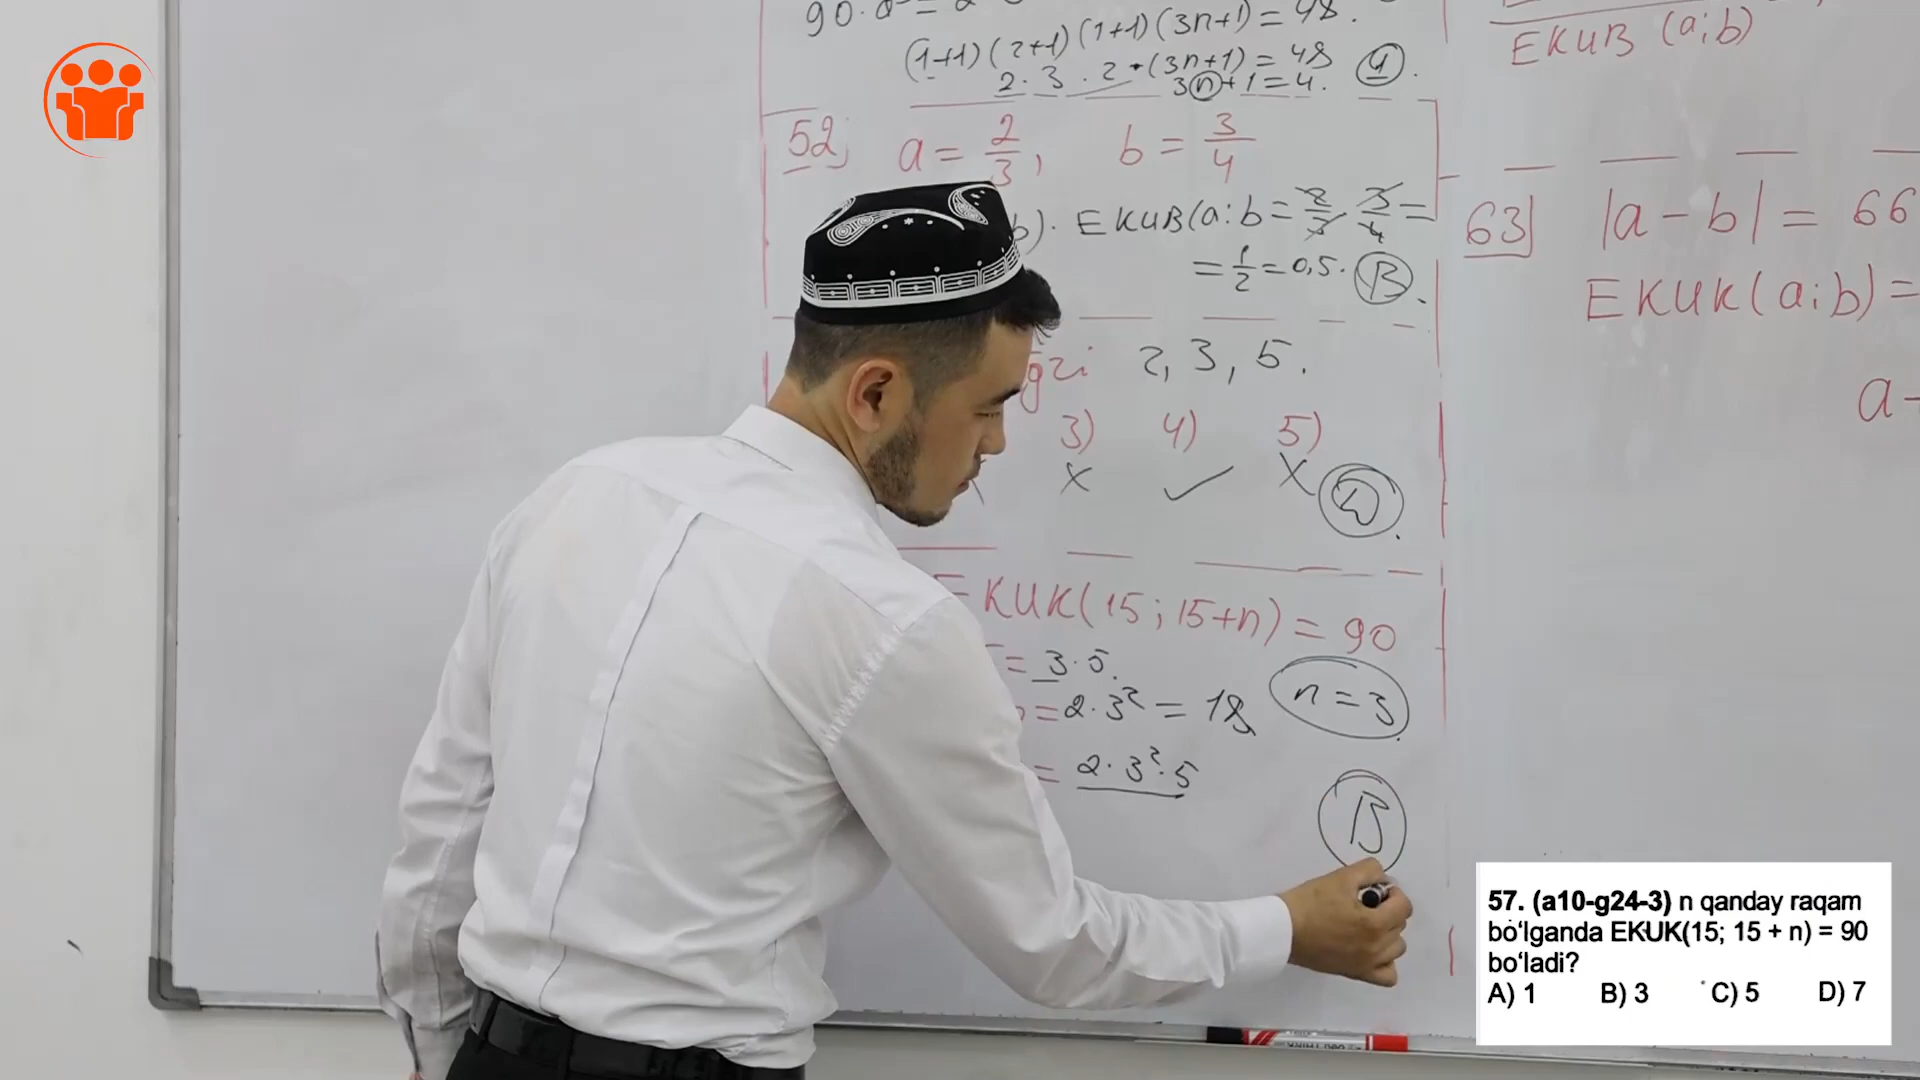 (1+1)(2+1)(1+1)(3n+1) = 48.
2·3·2·(3n+1) = 48
3n+1=4.
52) a = 2/3, b = 3/4
b). EKUB(a:b = 2/3 · 3/4 =
= 1/2 = 0,5. B.
2, 3, 5.
3) 4) 5)
x ✓ x D.
EKUK(15; 15+n) = 90
= 3·5.
= 2·3² = 18
n = 3
= 2·3²·5
B
EKUB (a;b)
63] |a - b| = 66
EKUK(a;b) =
a -
57. (a10-g24-3) n qanday raqam
bo‘lganda EKUK(15; 15 + n) = 90
bo‘ladi?
A) 1 B) 3 C) 5 D) 7